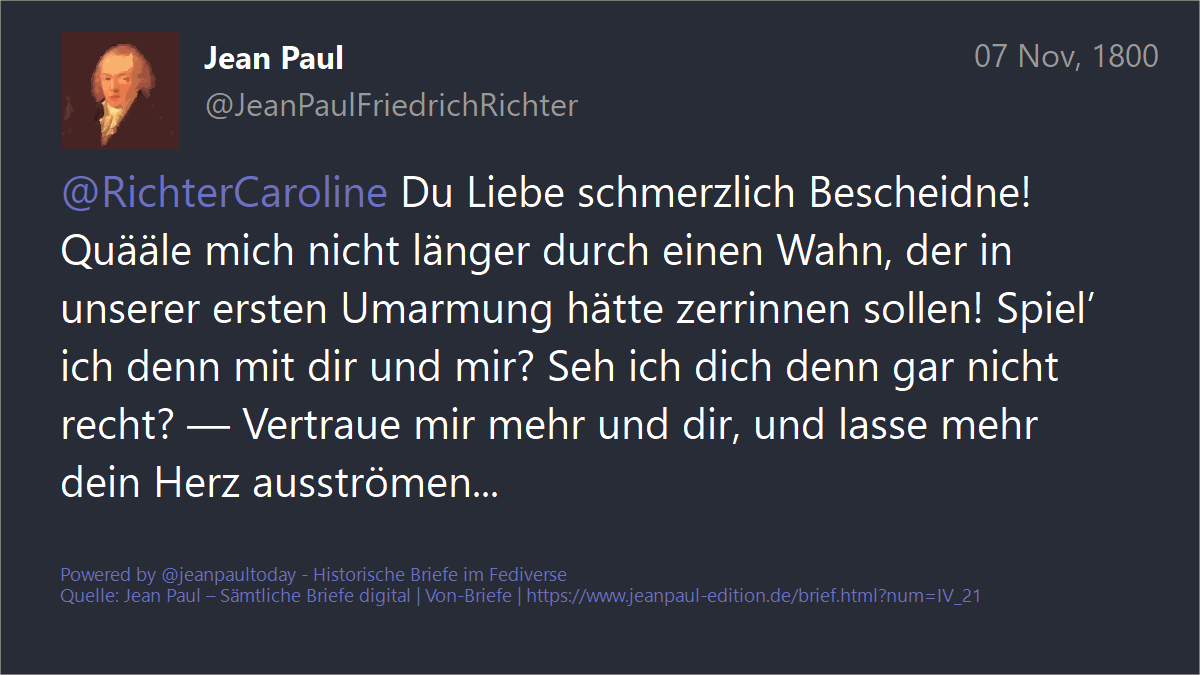 Jean Paul
07 Nov, 1800
@JeanPaulFriedrichRichter
@RichterCaroline Du Liebe schmerzlich Bescheidne!
Quääle mich nicht länger durch einen Wahn, der in
unserer ersten Umarmung hätte zerrinnen sollen! Spiel’
ich denn mit dir und mir? Seh ich dich denn gar nicht
recht? — Vertraue mir mehr und dir, und lasse mehr
dein Herz ausströmen...
Powered by @jeanpaultoday - Historische Briefe im Fediverse
Quelle: Jean Paul – Sämtliche Briefe digital | Von-Briefe | https://www.jeanpaul-edition.de/brief.html?num=IV_21